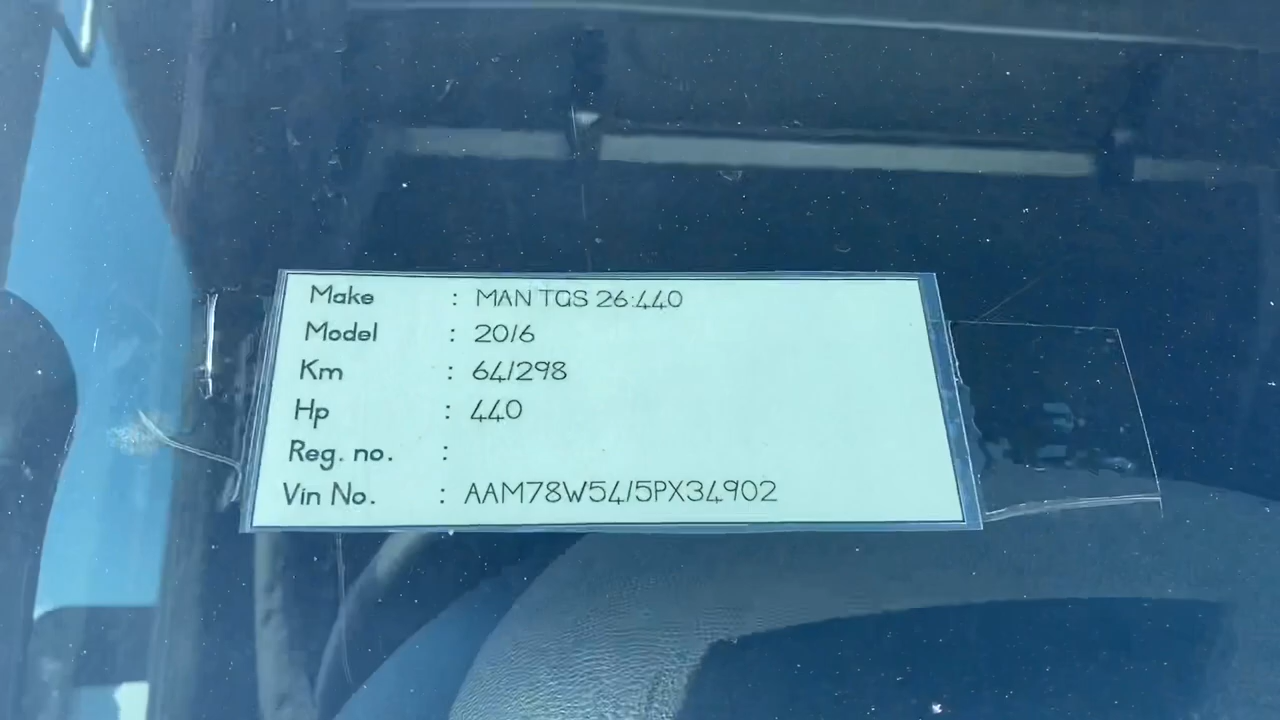 Make : MAN TGS 26:440
Model : 2016
Km : 641298
Hp : 440
Reg. no. :
Vin No. : AAM78W5415PX34902